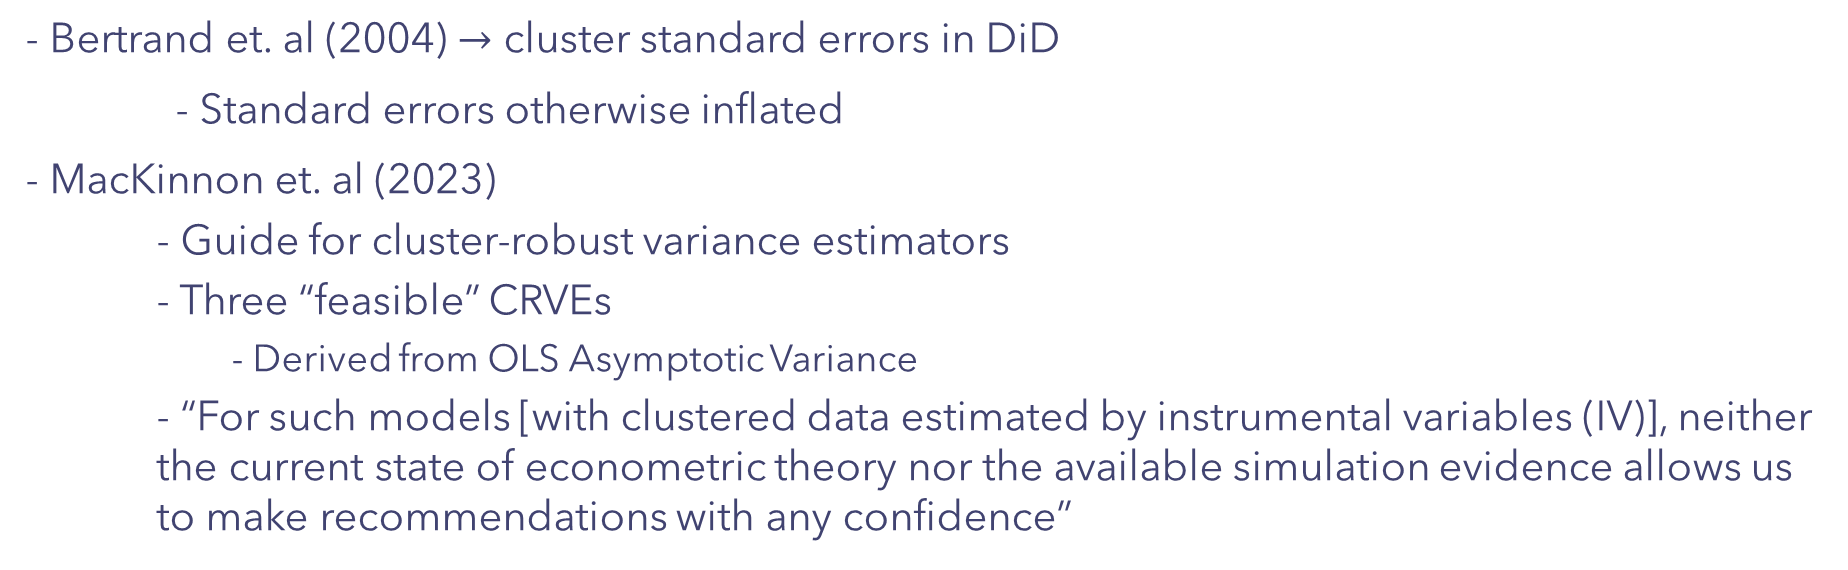 - Bertrand et. al (2004) → cluster standard errors in DiD
- Standard errors otherwise inflated
- MacKinnon et. al (2023)
- Guide for cluster-robust variance estimators
- Three “feasible” CRVEs
- Derived from OLS Asymptotic Variance
- “For such models [with clustered data estimated by instrumental variables (IV)], neither
the current state of econometric theory nor the available simulation evidence allows us
to make recommendations with any confidence”